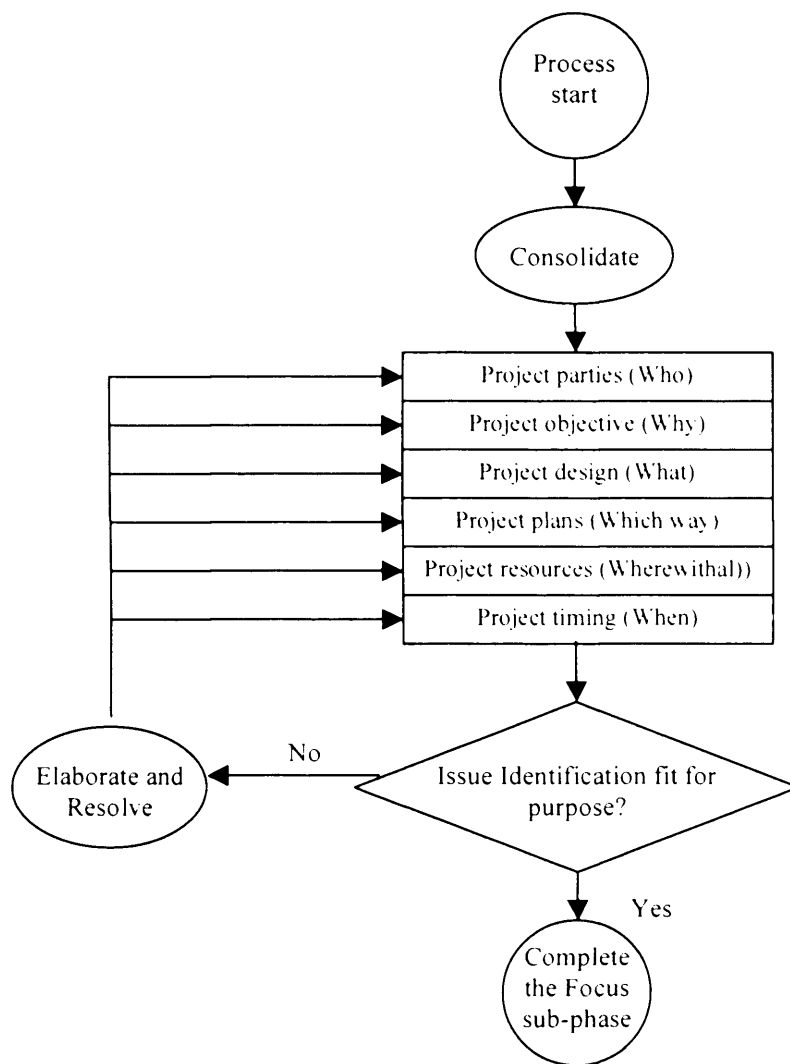 Process
start
Consolidate
Project parties (Who)
Project objective (Why)
Project design (What)
Project plans (Which way)
Project resources (Wherewithal))
Project timing (When)
No
Elaborate and
Resolve
Issue Identification fit for
purpose?
Yes
Complete
the Focus
sub-phase